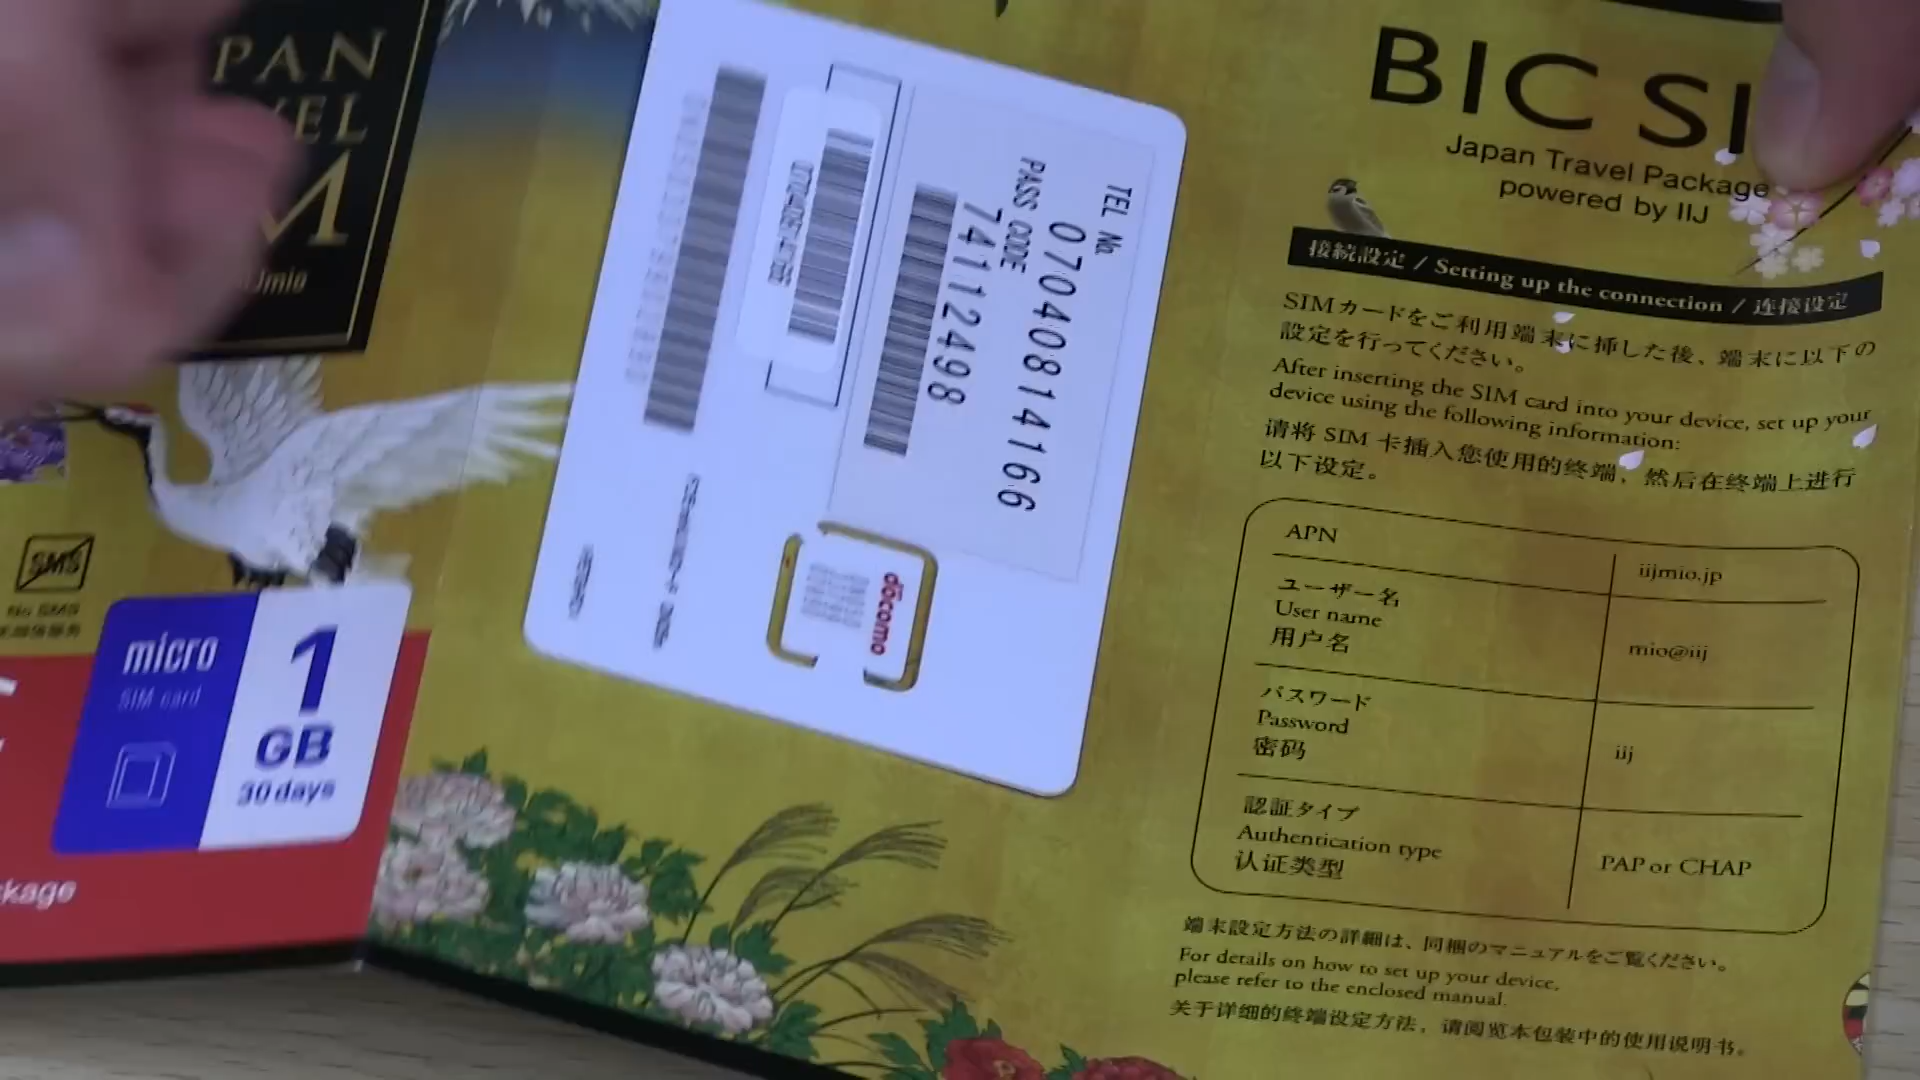 PAN
VEL
M
IIJmio
SMS
No SMS
micro
SIM card
1
GB
30 days
ckage
TEL No.
07040814166
PASS CODE
7411124498
docomo
BIC SI
Japan Travel Package
powered by IIJ
接続設定 / Setting up the connection / 连接设定
SIMカードをご利用端末に挿した後、端末に以下の
設定を行ってください。
After inserting the SIM card into your device, set up your
device using the following information:
请将 SIM 卡插入您使用的终端，然后在终端上进行
以下设定。
APN
iijmio.jp
ユーザー名
User name
用户名
mio@iij
パスワード
Password
密码
iij
認証タイプ
Authentication type
认证类型
PAP or CHAP
端末設定方法の詳細は、同梱のマニュアルをご覧ください。
For details on how to set up your device,
please refer to the enclosed manual.
关于详细的终端设定方法，请阅览本包装中的使用说明书。